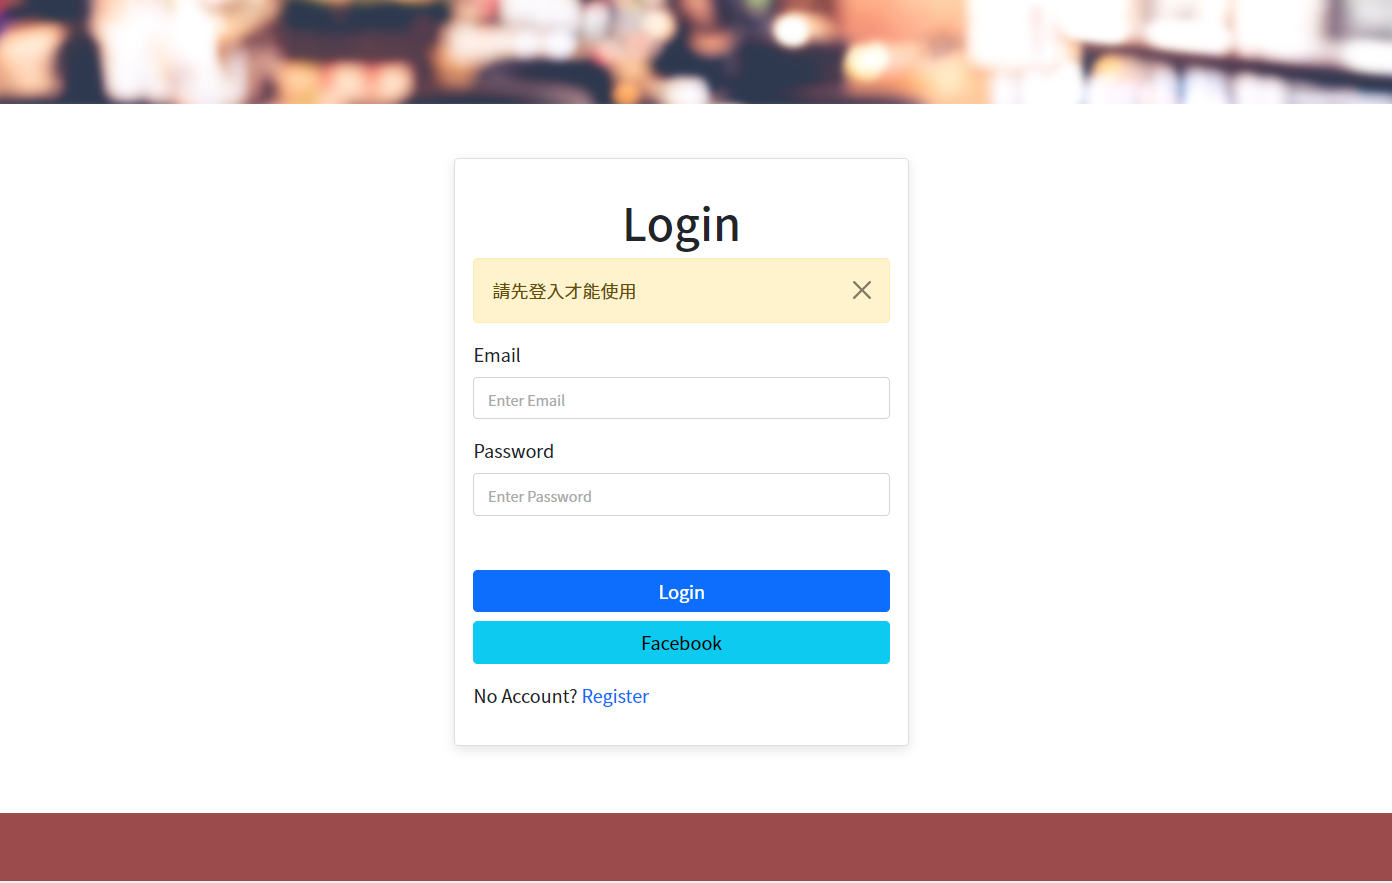 Login
請先登入才能使用
Email
Enter Email
Password
Enter Password
Login
Facebook
No Account? Register